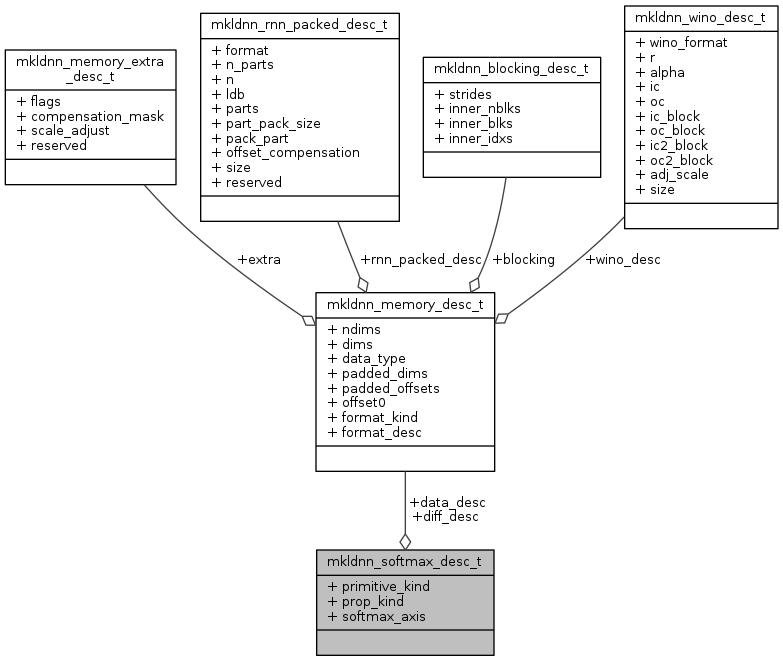 mkldnn_memory_extra
_desc_t
+ flags
+ compensation_mask
+ scale_adjust
+ reserved
mkldnn_rnn_packed_desc_t
+ format
+ n_parts
+ n
+ ldb
+ parts
+ part_pack_size
+ pack_part
+ offset_compensation
+ size
+ reserved
mkldnn_blocking_desc_t
+ strides
+ inner_nblks
+ inner_blks
+ inner_idxs
mkldnn_wino_desc_t
+ wino_format
+ r
+ alpha
+ ic
+ oc
+ ic_block
+ oc_block
+ ic2_block
+ oc2_block
+ adj_scale
+ size
+extra
+rnn_packed_desc
+blocking
+wino_desc
mkldnn_memory_desc_t
+ ndims
+ dims
+ data_type
+ padded_dims
+ padded_offsets
+ offset0
+ format_kind
+ format_desc
+data_desc
+diff_desc
mkldnn_softmax_desc_t
+ primitive_kind
+ prop_kind
+ softmax_axis